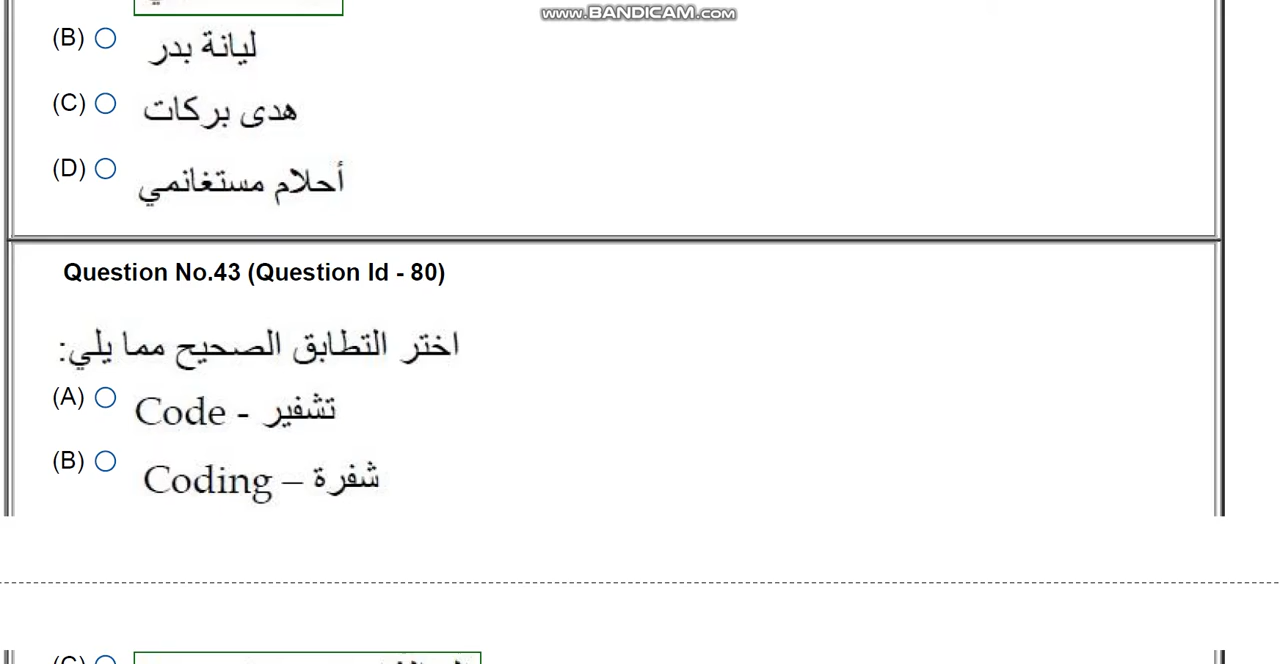 www.BANDICAM.com
(B) ليانة بدر
(C) هدى بركات
(D) أحلام مستغانمي
Question No.43 (Question Id - 80)
اختر التطابق الصحيح مما يلي:
(A) Code - تشفير
(B) Coding – شفرة
(C)